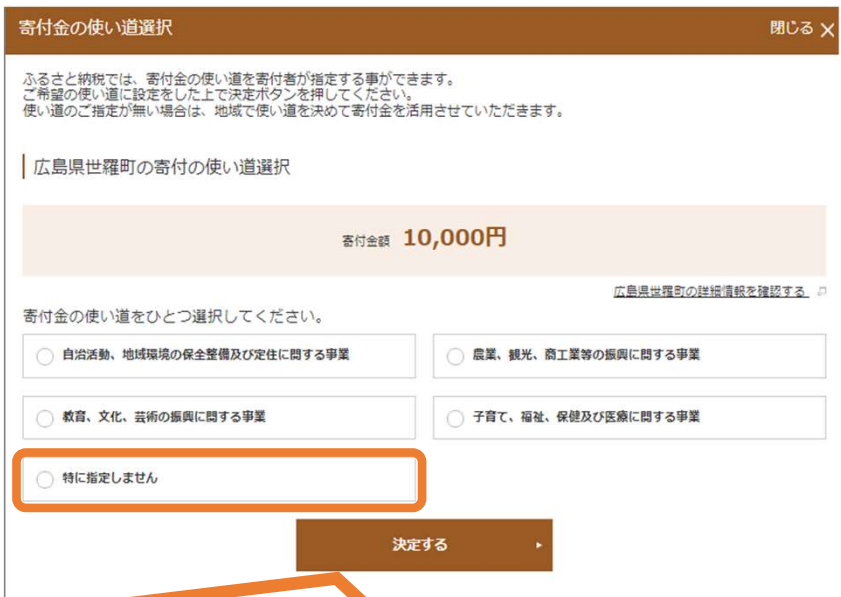 寄付金の使い道選択
閉じる ×
ふるさと納税では、寄付金の使い道を寄付者が指定する事ができます。
ご希望の使い道に設定をした上で決定ボタンを押してください。
使い道のご指定が無い場合は、地域で使い道を決めて寄付金を活用させていただきます。
広島県世羅町の寄付の使い道選択
寄付金額 10,000円
広島県世羅町の詳細情報を確認する
寄付金の使い道をひとつ選択してください。
自治活動、地域環境の保全整備及び定住に関する事業
農業、観光、商工業等の振興に関する事業
教育、文化、芸術の振興に関する事業
子育て、福祉、保健及び医療に関する事業
特に指定しません
決定する